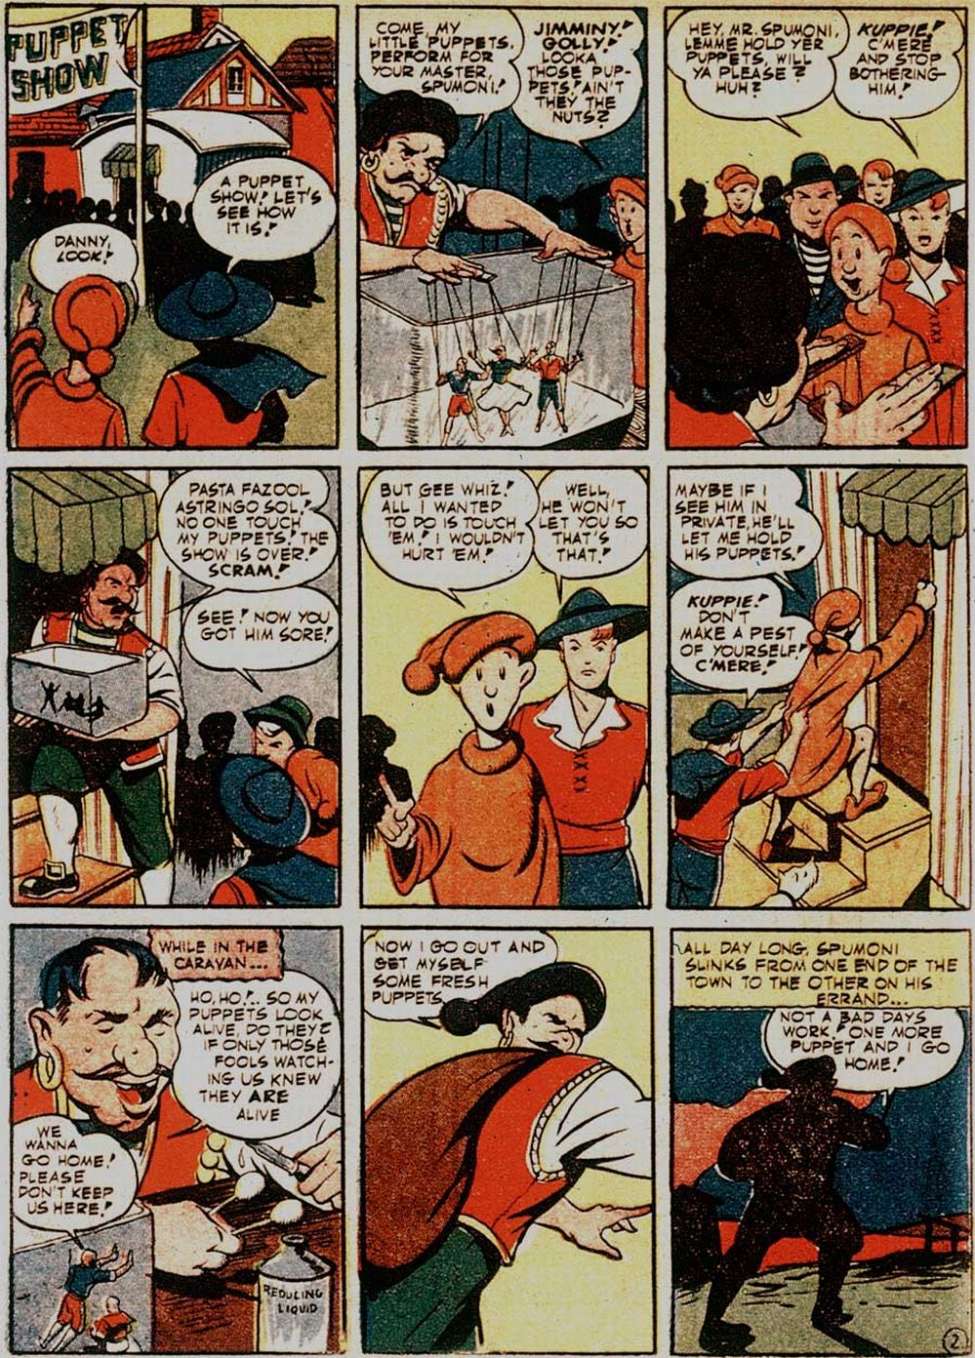 PUPPET
SHOW
A PUPPET
SHOW! LET'S
SEE HOW
IT IS!
DANNY,
LOOK!
COME, MY
LITTLE PUPPETS,
PERFORM FOR
YOUR MASTER,
SPUMONI!
JIMMINY!
GOLLY!
LOOKA
THOSE PUP-
PETS! AIN'T
THEY THE
NUTS?
HEY, MR. SPUMONI,
LEMME HOLD YER
PUPPETS, WILL
YA PLEASE?
HUH?
KUPPIE!
C'MERE
AND STOP
BOTHERING
HIM!
PASTA FAZOOL
ASTRINGO SOL!
NO ONE TOUCH
MY PUPPETS! THE
SHOW IS OVER!
SCRAM!
SEE! NOW YOU
GOT HIM SORE!
BUT GEE WHIZ!
ALL I WANTED
TO DO IS TOUCH
'EM! I WOULDN'T
HURT 'EM!
WELL,
HE WON'T
LET YOU SO
THAT'S
THAT!
MAYBE IF I
SEE HIM IN
PRIVATE, HE'LL
LET ME HOLD
HIS PUPPETS!
KUPPIE!
DON'T
MAKE A PEST
OF YOURSELF!
C'MERE!
WHILE IN THE
CARAVAN...
HO, HO!.. SO MY
PUPPETS LOOK
ALIVE, DO THEY?
IF ONLY THOSE
FOOLS WATCH-
ING US KNEW
THEY ARE
ALIVE
WE
WANNA
GO HOME!
PLEASE
DON'T KEEP
US HERE!
REDUCING
LIQUID
NOW I GO OUT AND
GET MYSELF
SOME FRESH
PUPPETS
ALL DAY LONG, SPUMONI
SLINKS FROM ONE END OF THE
TOWN TO THE OTHER ON HIS
ERRAND...
NOT A BAD DAYS
WORK! ONE MORE
PUPPET AND I GO
HOME!
2